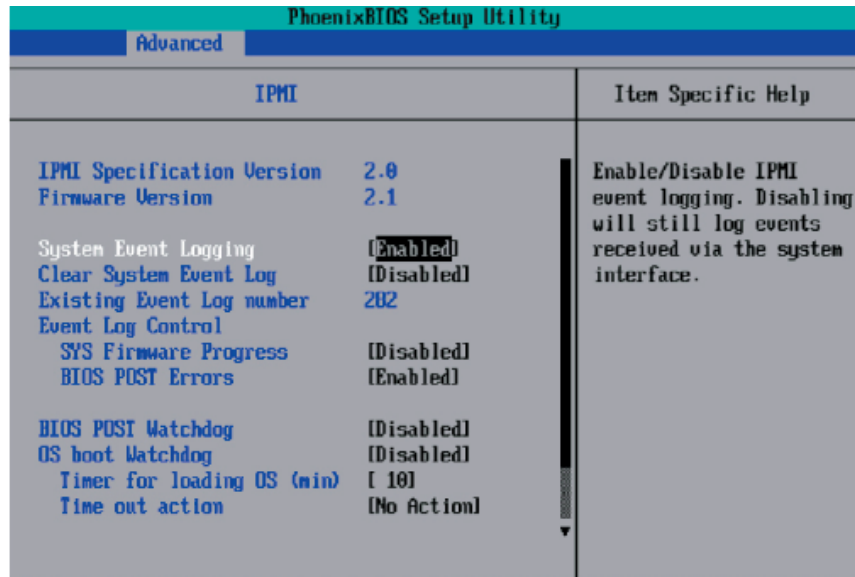 PhoenixBIOS Setup Utility
Advanced
IPMI
Item Specific Help
IPMI Specification Version 2.0
Firmware Version 2.1
System Event Logging [Enabled]
Clear System Event Log [Disabled]
Existing Event Log number 202
Event Log Control
SYS Firmware Progress [Disabled]
BIOS POST Errors [Enabled]
BIOS POST Watchdog [Disabled]
OS boot Watchdog [Disabled]
Timer for loading OS (min) [ 10]
Time out action [No Action]
Enable/Disable IPMI
event logging. Disabling
will still log events
received via the system
interface.